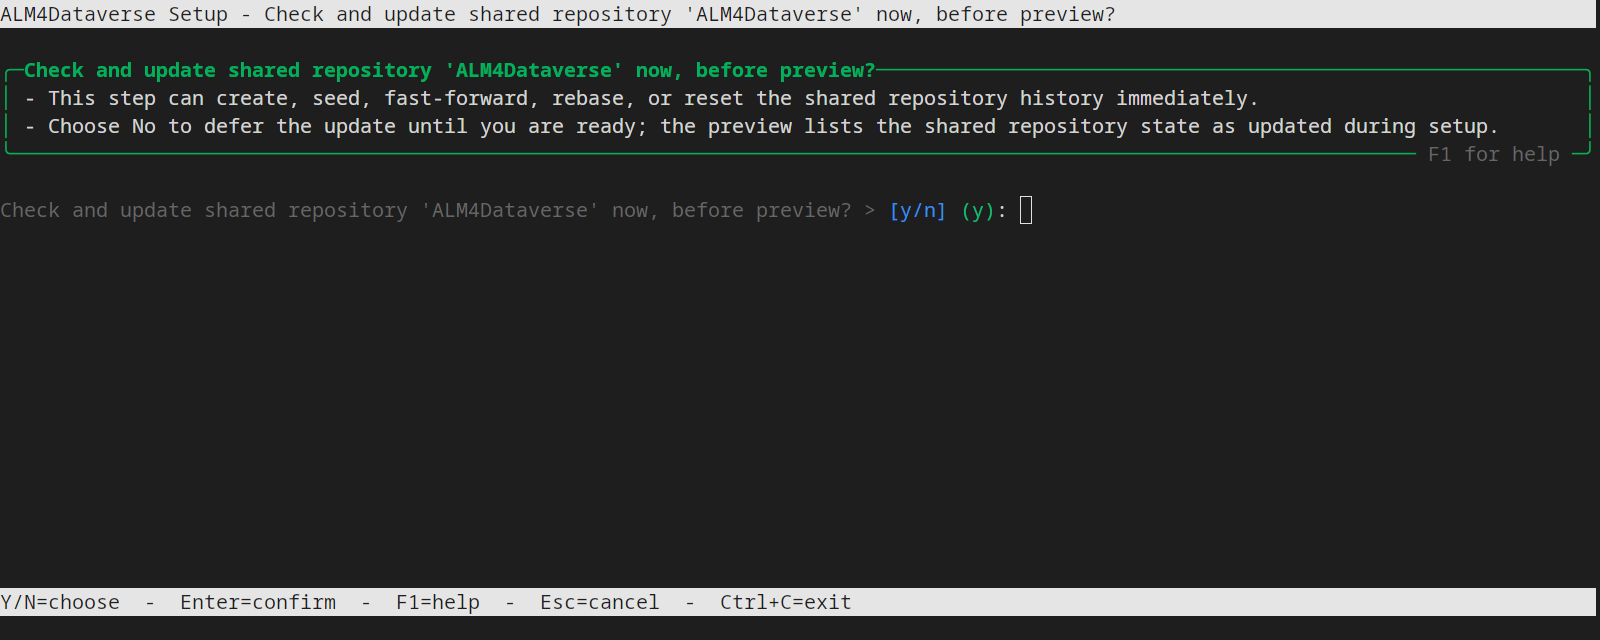 ALM4Dataverse Setup - Check and update shared repository 'ALM4Dataverse' now, before preview?
Check and update shared repository 'ALM4Dataverse' now, before preview?
- This step can create, seed, fast-forward, rebase, or reset the shared repository history immediately.
- Choose No to defer the update until you are ready; the preview lists the shared repository state as updated during setup.
F1 for help
Check and update shared repository 'ALM4Dataverse' now, before preview? > [y/n] (y):
Y/N=choose  -  Enter=confirm  -  F1=help  -  Esc=cancel  -  Ctrl+C=exit